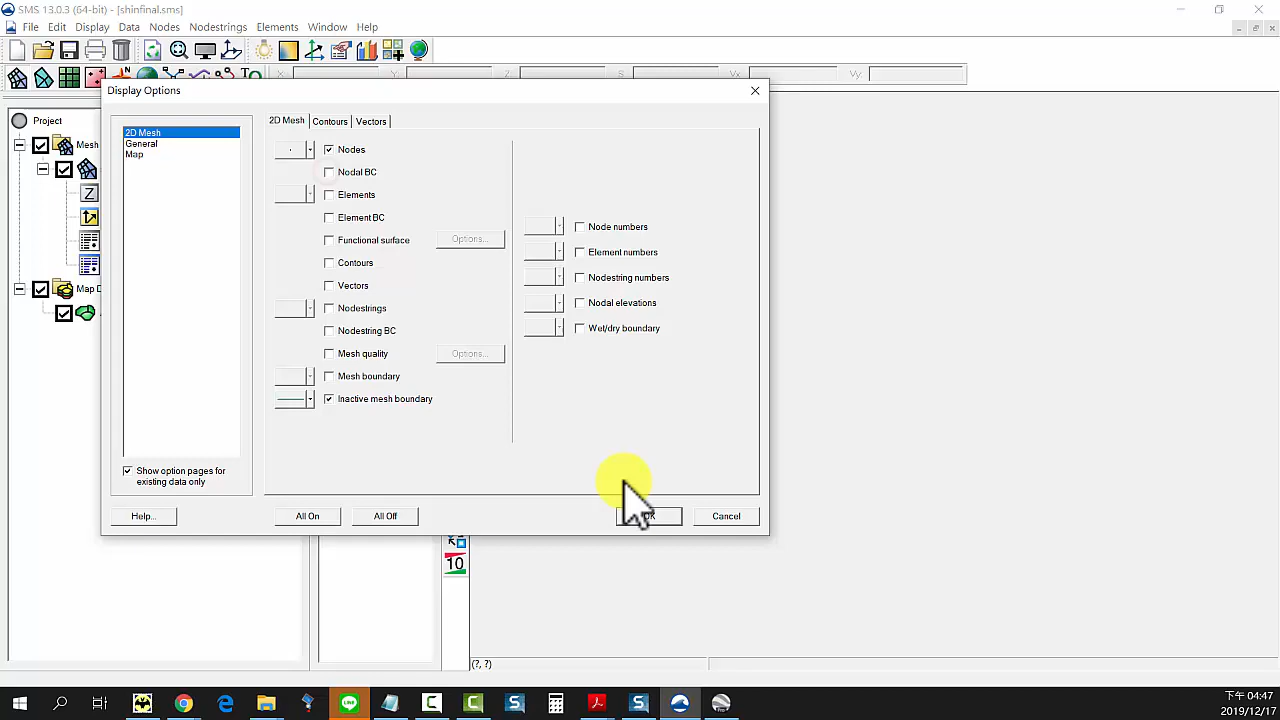 SMS 13.0.3 (64-bit) - [shinfinal.sms]
File Edit Display Data Nodes Nodestrings Elements Window Help
X: Y: Z: S: Vx: Vy:
Display Options
Project
Mesh
Z
Map D
2D Mesh
General
Map
Show option pages for
existing data only
2D Mesh Contours Vectors
Nodes
Nodal BC
Elements
Element BC
Functional surface Options...
Contours
Vectors
Nodestrings
Nodestring BC
Mesh quality Options...
Mesh boundary
Inactive mesh boundary
Node numbers
Element numbers
Nodestring numbers
Nodal elevations
Wet/dry boundary
Help... All On All Off Cancel
10
(?, ?)
LINE
下午 04:47
2019/12/17